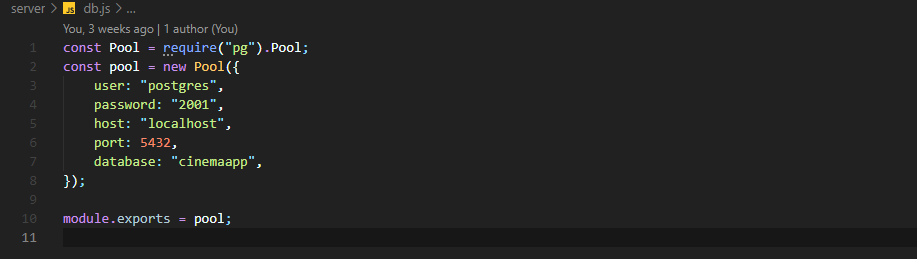 server > JS db.js > ...
You, 3 weeks ago | 1 author (You)
1 const Pool = require("pg").Pool;
2 const pool = new Pool({
3     user: "postgres",
4     password: "2001",
5     host: "localhost",
6     port: 5432,
7     database: "cinemaapp",
8 });
9
10 module.exports = pool;
11